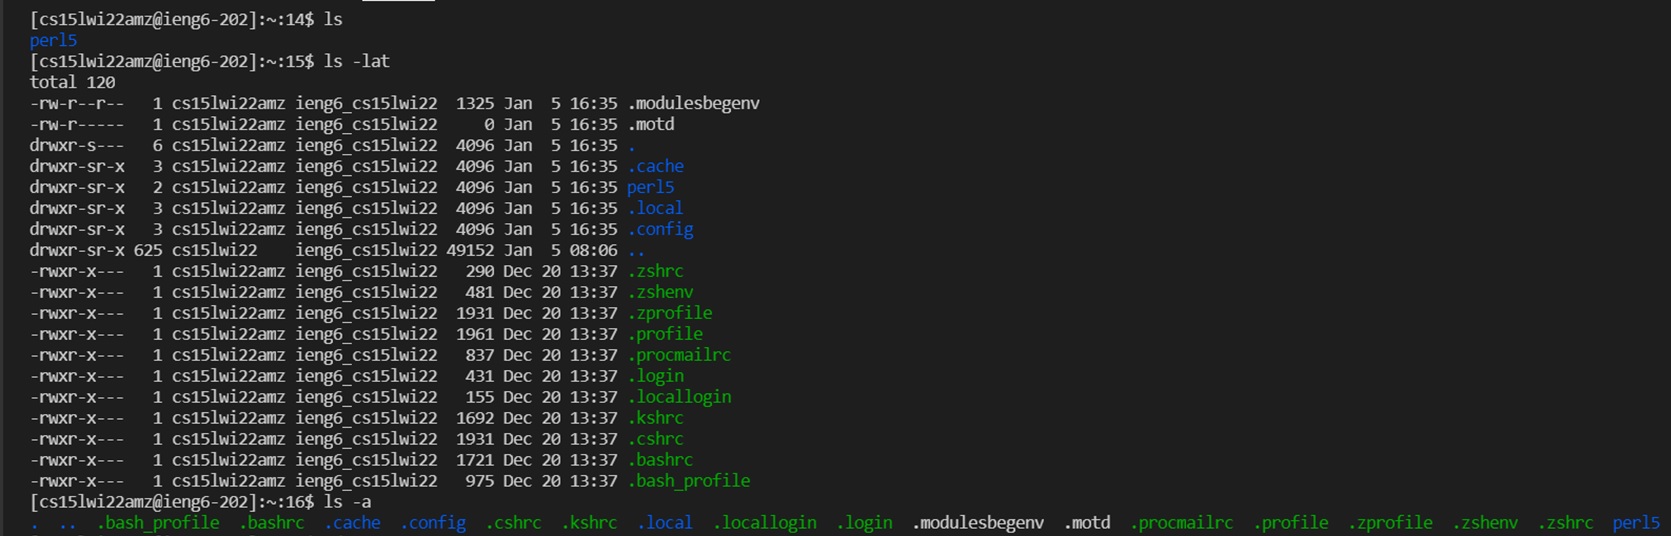 [cs15lwi22amz@ieng6-202]:~:14$ ls
perl5
[cs15lwi22amz@ieng6-202]:~:15$ ls -lat
total 120
-rw-r--r--   1 cs15lwi22amz ieng6_cs15lwi22  1325 Jan  5 16:35 .modulesbegenv
-rw-r-----   1 cs15lwi22amz ieng6_cs15lwi22     0 Jan  5 16:35 .motd
drwxr-s---   6 cs15lwi22amz ieng6_cs15lwi22  4096 Jan  5 16:35 .
drwxr-sr-x   3 cs15lwi22amz ieng6_cs15lwi22  4096 Jan  5 16:35 .cache
drwxr-sr-x   2 cs15lwi22amz ieng6_cs15lwi22  4096 Jan  5 16:35 perl5
drwxr-sr-x   3 cs15lwi22amz ieng6_cs15lwi22  4096 Jan  5 16:35 .local
drwxr-sr-x   3 cs15lwi22amz ieng6_cs15lwi22  4096 Jan  5 16:35 .config
drwxr-sr-x 625 cs15lwi22    ieng6_cs15lwi22 49152 Jan  5 08:06 ..
-rwxr-x---   1 cs15lwi22amz ieng6_cs15lwi22   290 Dec 20 13:37 .zshrc
-rwxr-x---   1 cs15lwi22amz ieng6_cs15lwi22   481 Dec 20 13:37 .zshenv
-rwxr-x---   1 cs15lwi22amz ieng6_cs15lwi22  1931 Dec 20 13:37 .zprofile
-rwxr-x---   1 cs15lwi22amz ieng6_cs15lwi22  1961 Dec 20 13:37 .profile
-rwxr-x---   1 cs15lwi22amz ieng6_cs15lwi22   837 Dec 20 13:37 .procmailrc
-rwxr-x---   1 cs15lwi22amz ieng6_cs15lwi22   431 Dec 20 13:37 .login
-rwxr-x---   1 cs15lwi22amz ieng6_cs15lwi22   155 Dec 20 13:37 .locallogin
-rwxr-x---   1 cs15lwi22amz ieng6_cs15lwi22  1692 Dec 20 13:37 .kshrc
-rwxr-x---   1 cs15lwi22amz ieng6_cs15lwi22  1931 Dec 20 13:37 .cshrc
-rwxr-x---   1 cs15lwi22amz ieng6_cs15lwi22  1721 Dec 20 13:37 .bashrc
-rwxr-x---   1 cs15lwi22amz ieng6_cs15lwi22   975 Dec 20 13:37 .bash_profile
[cs15lwi22amz@ieng6-202]:~:16$ ls -a
.  ..  .bash_profile  .bashrc  .cache  .config  .cshrc  .kshrc  .local  .locallogin  .login  .modulesbegenv  .motd  .procmailrc  .profile  .zprofile  .zshenv  .zshrc  perl5